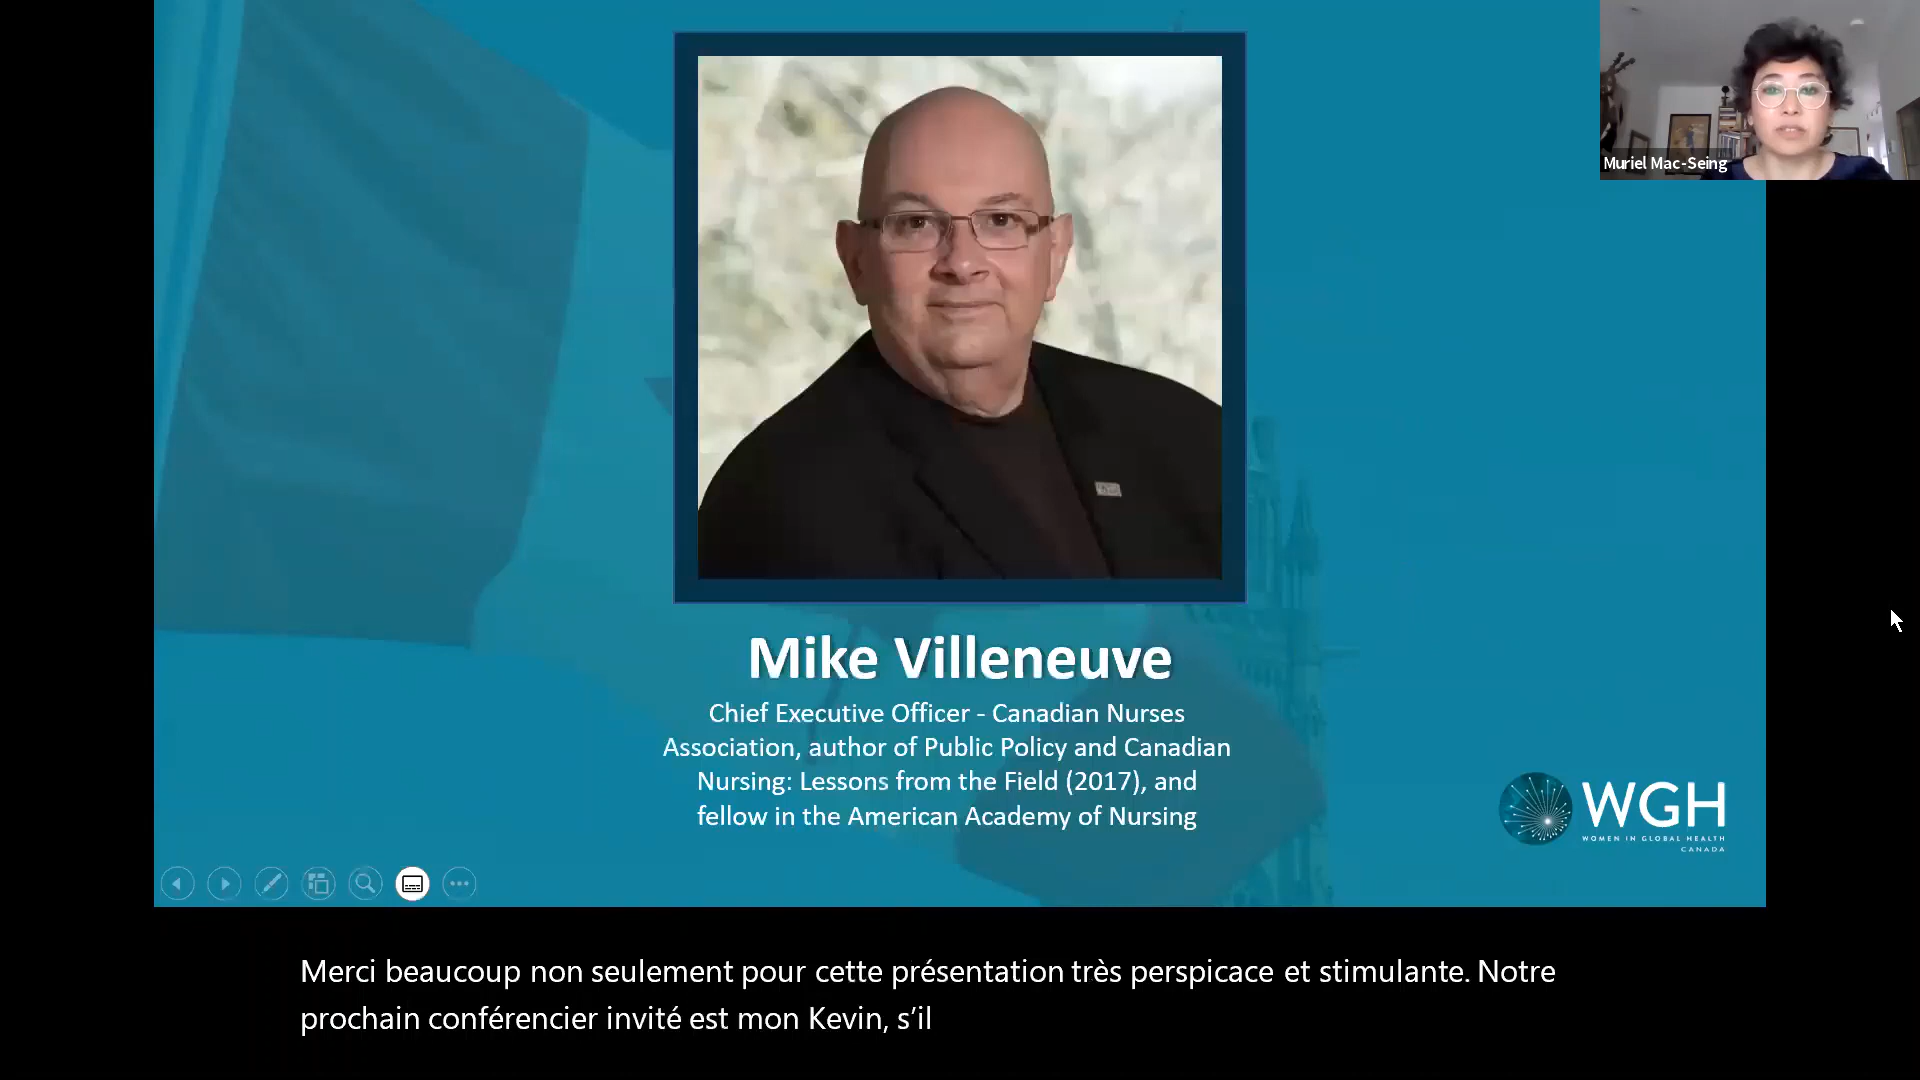 Muriel Mac-Seing
Mike Villeneuve
Chief Executive Officer - Canadian Nurses
Association, author of Public Policy and Canadian
Nursing: Lessons from the Field (2017), and
fellow in the American Academy of Nursing
WGH
WOMEN IN GLOBAL HEALTH
CANADA
Merci beaucoup non seulement pour cette présentation très perspicace et stimulante. Notre
prochain conférencier invité est mon Kevin, s'il